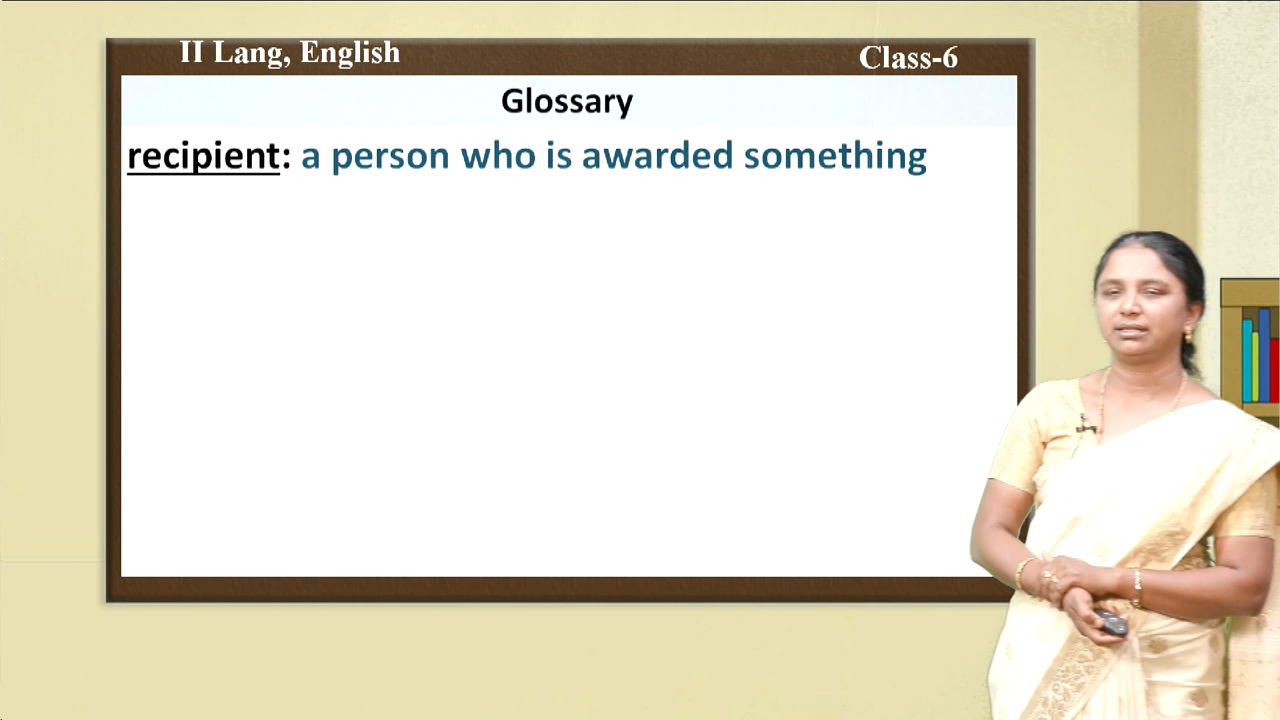 II Lang, English
Class-6
Glossary
recipient: a person who is awarded something